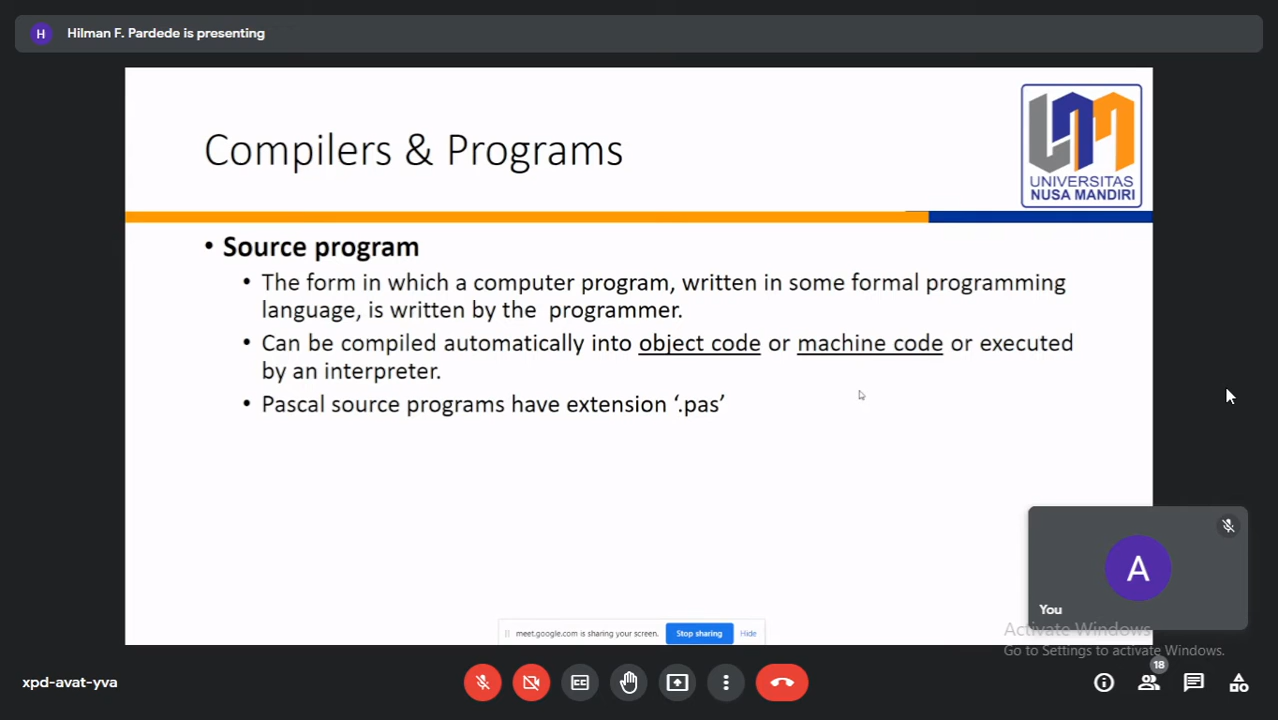 H Hilman F. Pardede is presenting
Compilers & Programs
UNIVERSITAS
NUSA MANDIRI
• Source program
• The form in which a computer program, written in some formal programming
language, is written by the programmer.
• Can be compiled automatically into object code or machine code or executed
by an interpreter.
• Pascal source programs have extension ‘.pas’
A
You
meet.google.com is sharing your screen. Stop sharing Hide
Activate Windows
Go to Settings to activate Windows.
xpd-avat-yva
CC
18